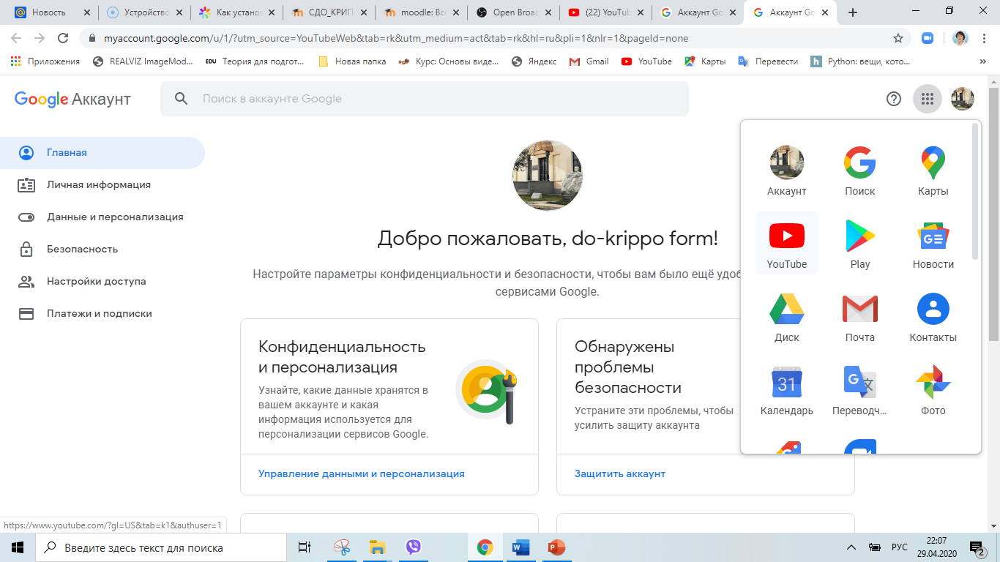 Новость
Устройство
Как устано
СДО_КРИП
moodle: Вс
Open Broad
(22) YouTub
Аккаунт Go
Аккаунт Go
myaccount.google.com/u/1/?utm_source=YouTubeWeb&tab=rk&utm_medium=act&tab=rk&hl=ru&pli=1&nlr=1&pageId=none
Приложения
REALVIZ ImageMod...
EDU Теория для подгот...
Новая папка
Курс: Основы виде...
Яндекс
Gmail
YouTube
Карты
Перевести
Python: вещи, кото...
Google Аккаунт
Поиск в аккаунте Google
Главная
Личная информация
Данные и персонализация
Безопасность
Настройки доступа
Платежи и подписки
Добро пожаловать, do-krippo form!
Настройте параметры конфиденциальности и безопасности, чтобы вам было ещё
сервисами Google.
Конфиденциальность
и персонализация
Узнайте, какие данные хранятся в
вашем аккаунте и какая
информация используется для
персонализации сервисов Google.
Управление данными и персонализация
Обнаружены
проблемы
безопасности
Устраните эти проблемы, чтобы
усилить защиту аккаунта
Защитить аккаунт
Аккаунт
Поиск
Карты
YouTube
Play
Новости
Диск
Почта
Контакты
31
Календарь
Переводч...
Фото
https://www.youtube.com/?gl=US&tab=k1&authuser=1
Введите здесь текст для поиска
РУС
22:07
29.04.2020
2